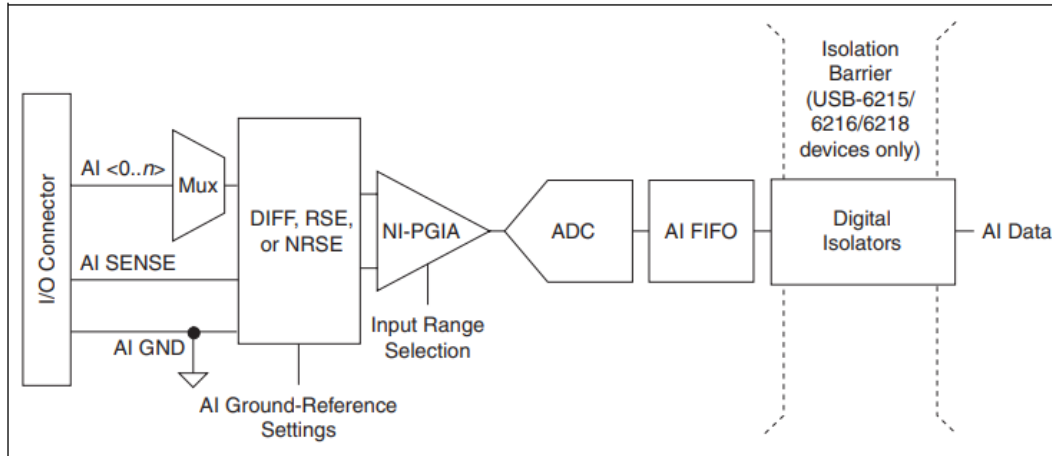 Isolation
Barrier
(USB-6215/
6216/6218
devices only)
I/O Connector
AI <0..n>
Mux
AI SENSE
AI GND
DIFF, RSE,
or NRSE
AI Ground-Reference
Settings
NI-PGIA
Input Range
Selection
ADC
AI FIFO
Digital
Isolators
AI Data